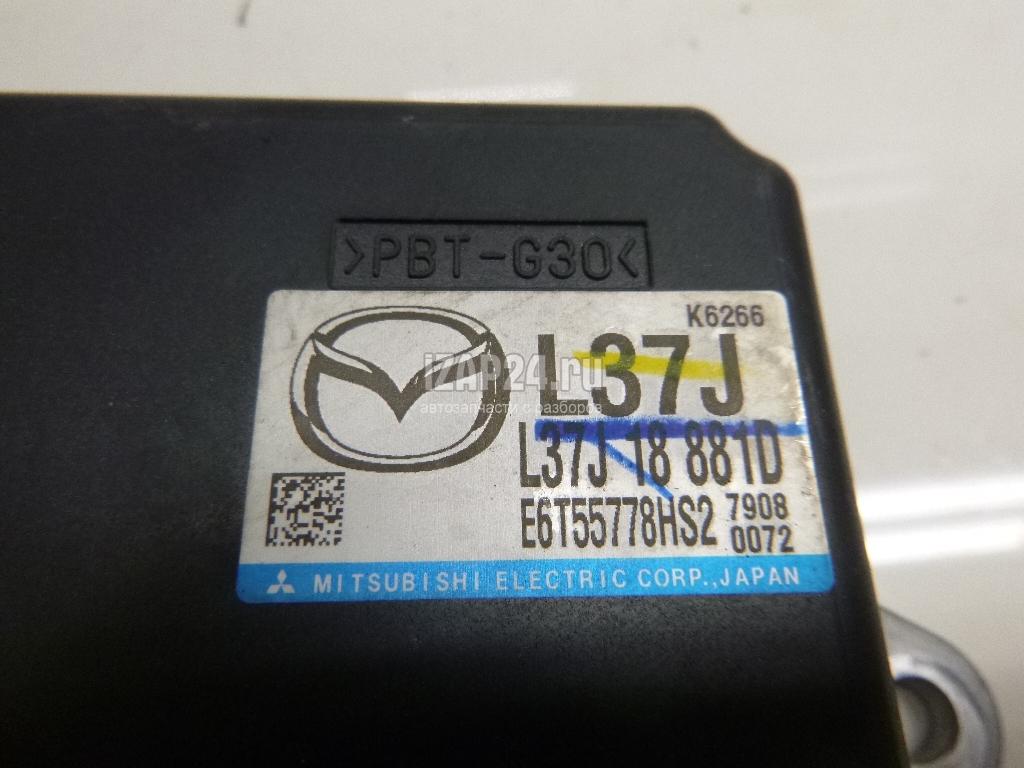 >PBT-G30<
K6266
L37J
iZAP24.ru
автозапчасти с разборов
L37J 18 881D
E6T55778HS2 7908
0072
MITSUBISHI ELECTRIC CORP., JAPAN